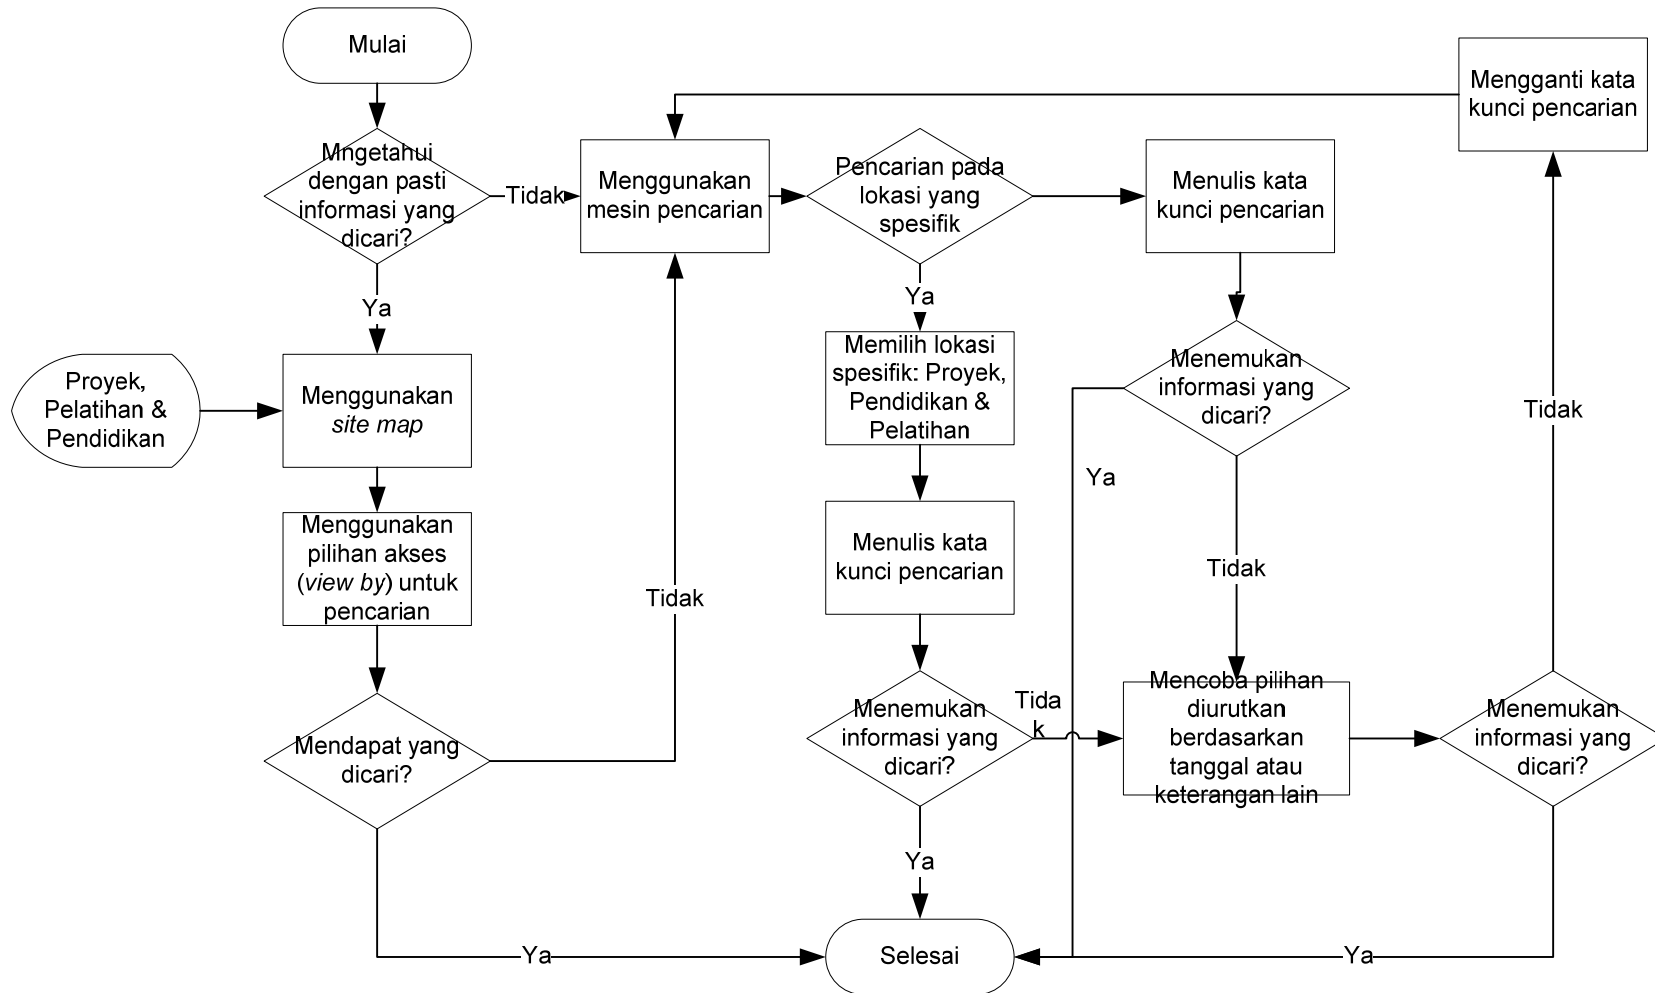 Mulai
Mengganti kata
kunci pencarian
Mngetahui
dengan pasti
informasi yang
dicari?
Tidak
Menggunakan
mesin pencarian
Pencarian pada
lokasi yang
spesifik
Menulis kata
kunci pencarian
Ya
Ya
Proyek,
Pelatihan &
Pendidikan
Menggunakan
site map
Memilih lokasi
spesifik: Proyek,
Pendidikan &
Pelatihan
Menemukan
informasi yang
dicari?
Tidak
Ya
Menggunakan
pilihan akses
(view by) untuk
pencarian
Tidak
Menulis kata
kunci pencarian
Tidak
Mendapat yang
dicari?
Menemukan
informasi yang
dicari?
Tida
k
Mencoba pilihan
diurutkan
berdasarkan
tanggal atau
keterangan lain
Menemukan
informasi yang
dicari?
Ya
Ya
Selesai
Ya